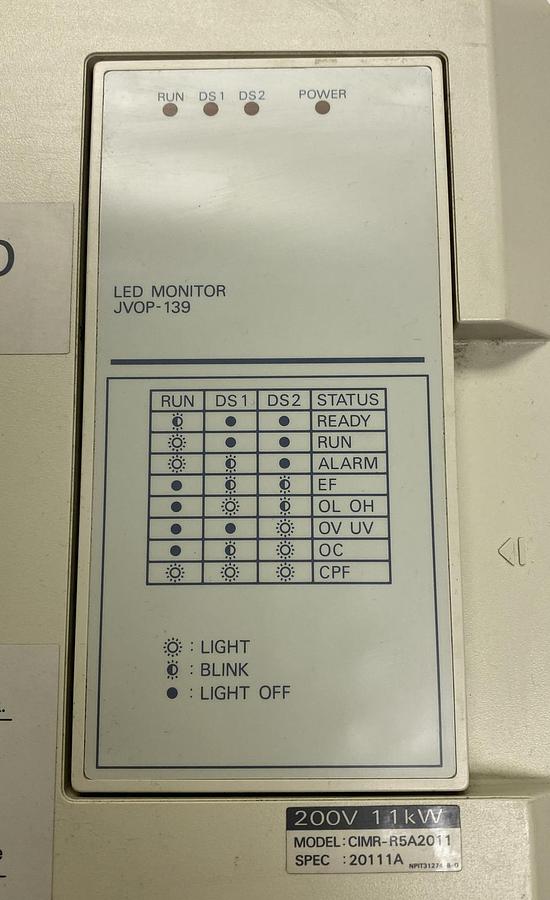 RUN DS1 DS2 POWER
LED MONITOR
JVOP-139
RUN DS1 DS2 STATUS
READY
RUN
ALARM
EF
OL OH
OV UV
OC
CPF
: LIGHT
: BLINK
: LIGHT OFF
200V 11kW
MODEL:CIMR-R5A2011
SPEC :20111A